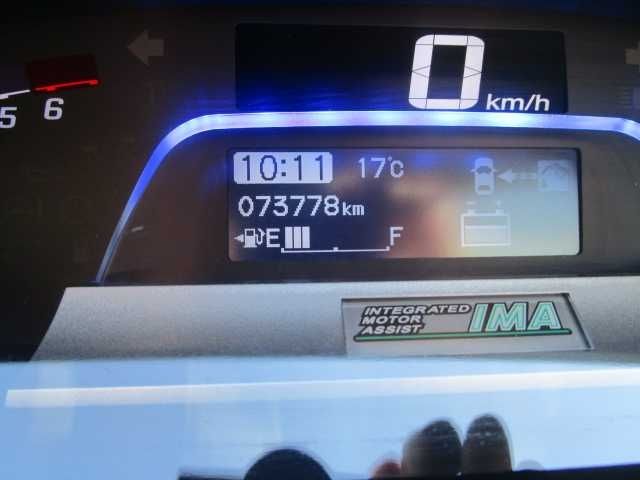 0 km/h
5 6
10:11 17°C
073778km
E F
INTEGRATED
MOTOR
ASSIST
IMA